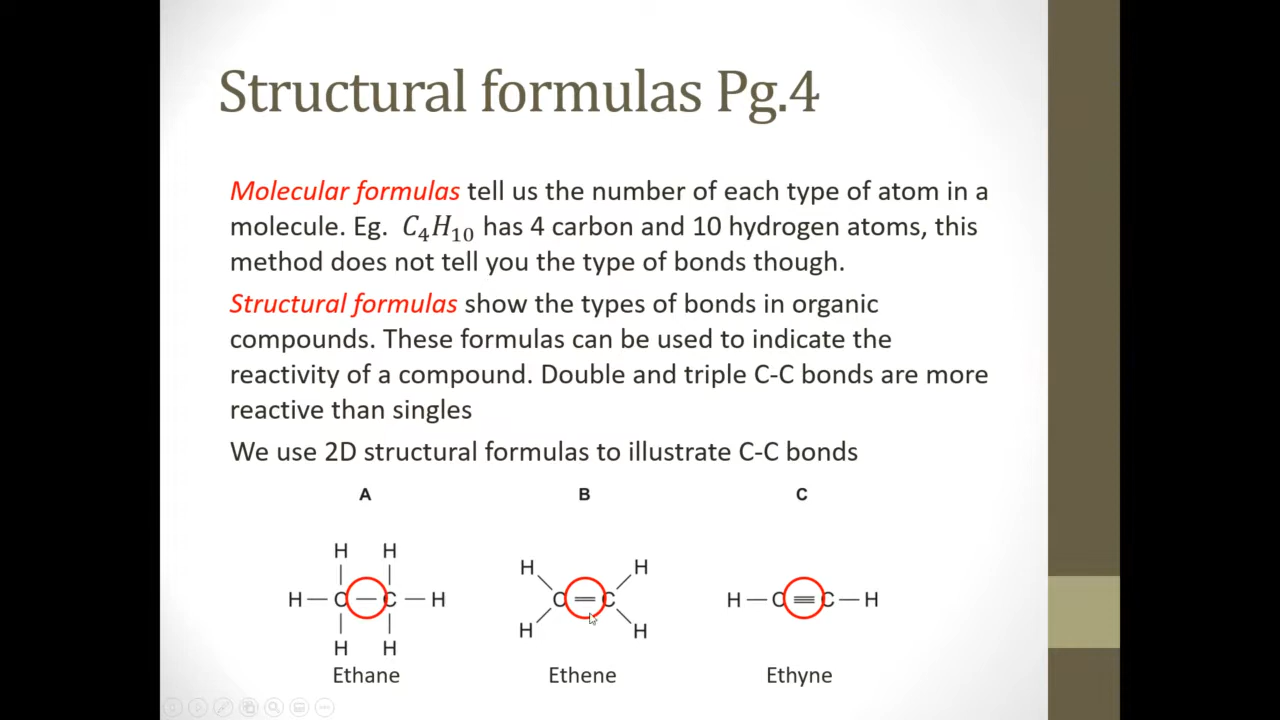 Structural formulas Pg.4
Molecular formulas tell us the number of each type of atom in a
molecule. Eg. C₄H₁₀ has 4 carbon and 10 hydrogen atoms, this
method does not tell you the type of bonds though.
Structural formulas show the types of bonds in organic
compounds. These formulas can be used to indicate the
reactivity of a compound. Double and triple C-C bonds are more
reactive than singles
We use 2D structural formulas to illustrate C-C bonds
A B C
H H H H
H — C — C — H C = C H — C ≡ C — H
H H H H
Ethane Ethene Ethyne